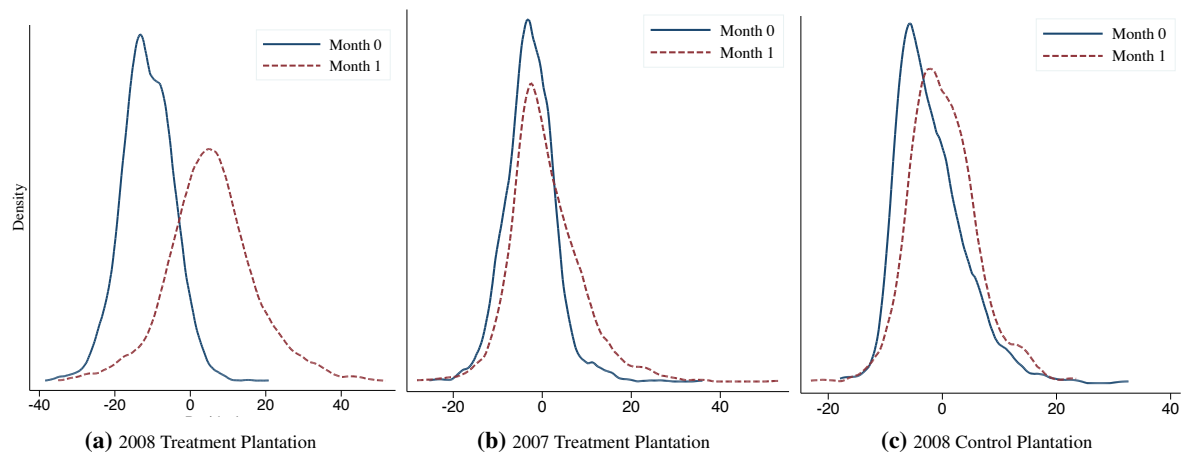 Density
Month 0
Month 1
-40 -20 0 20 40
(a) 2008 Treatment Plantation
Month 0
Month 1
-20 0 20 40
(b) 2007 Treatment Plantation
Month 0
Month 1
-20 0 20 40
(c) 2008 Control Plantation